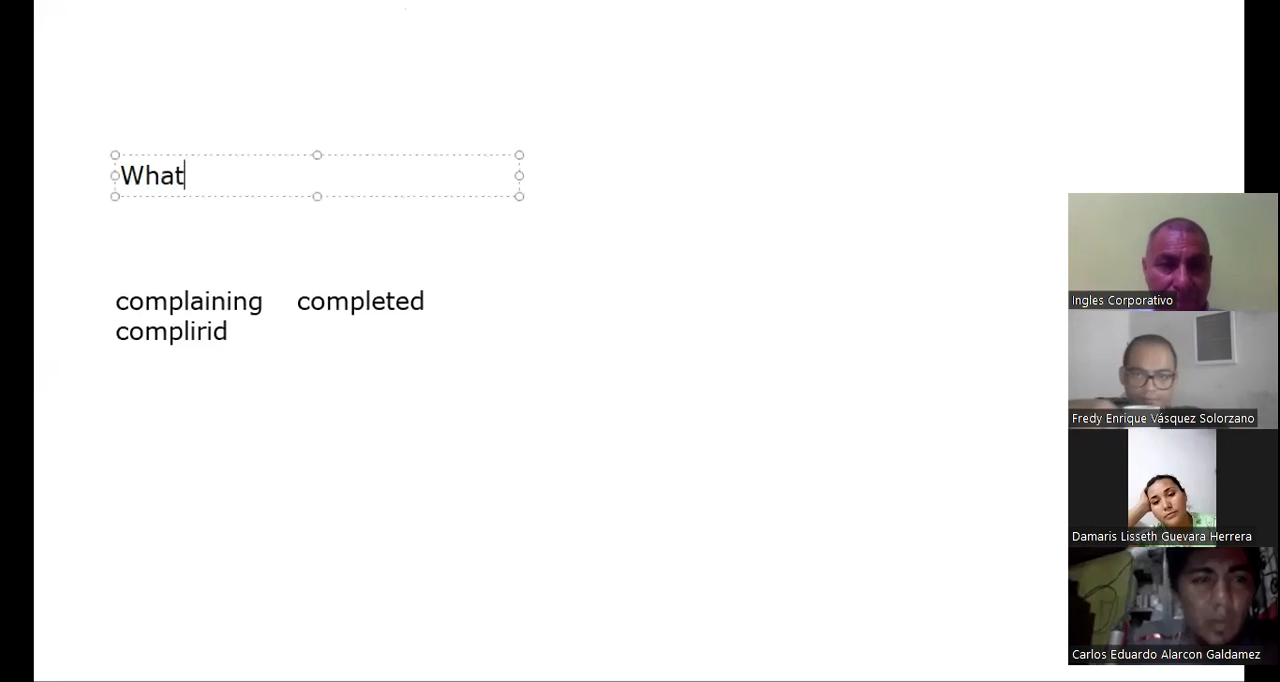 What
complaining completed
complirid
Ingles Corporativo
Fredy Enrique Vásquez Solorzano
Damaris Lisseth Guevara Herrera
Carlos Eduardo Alarcon Galdamez